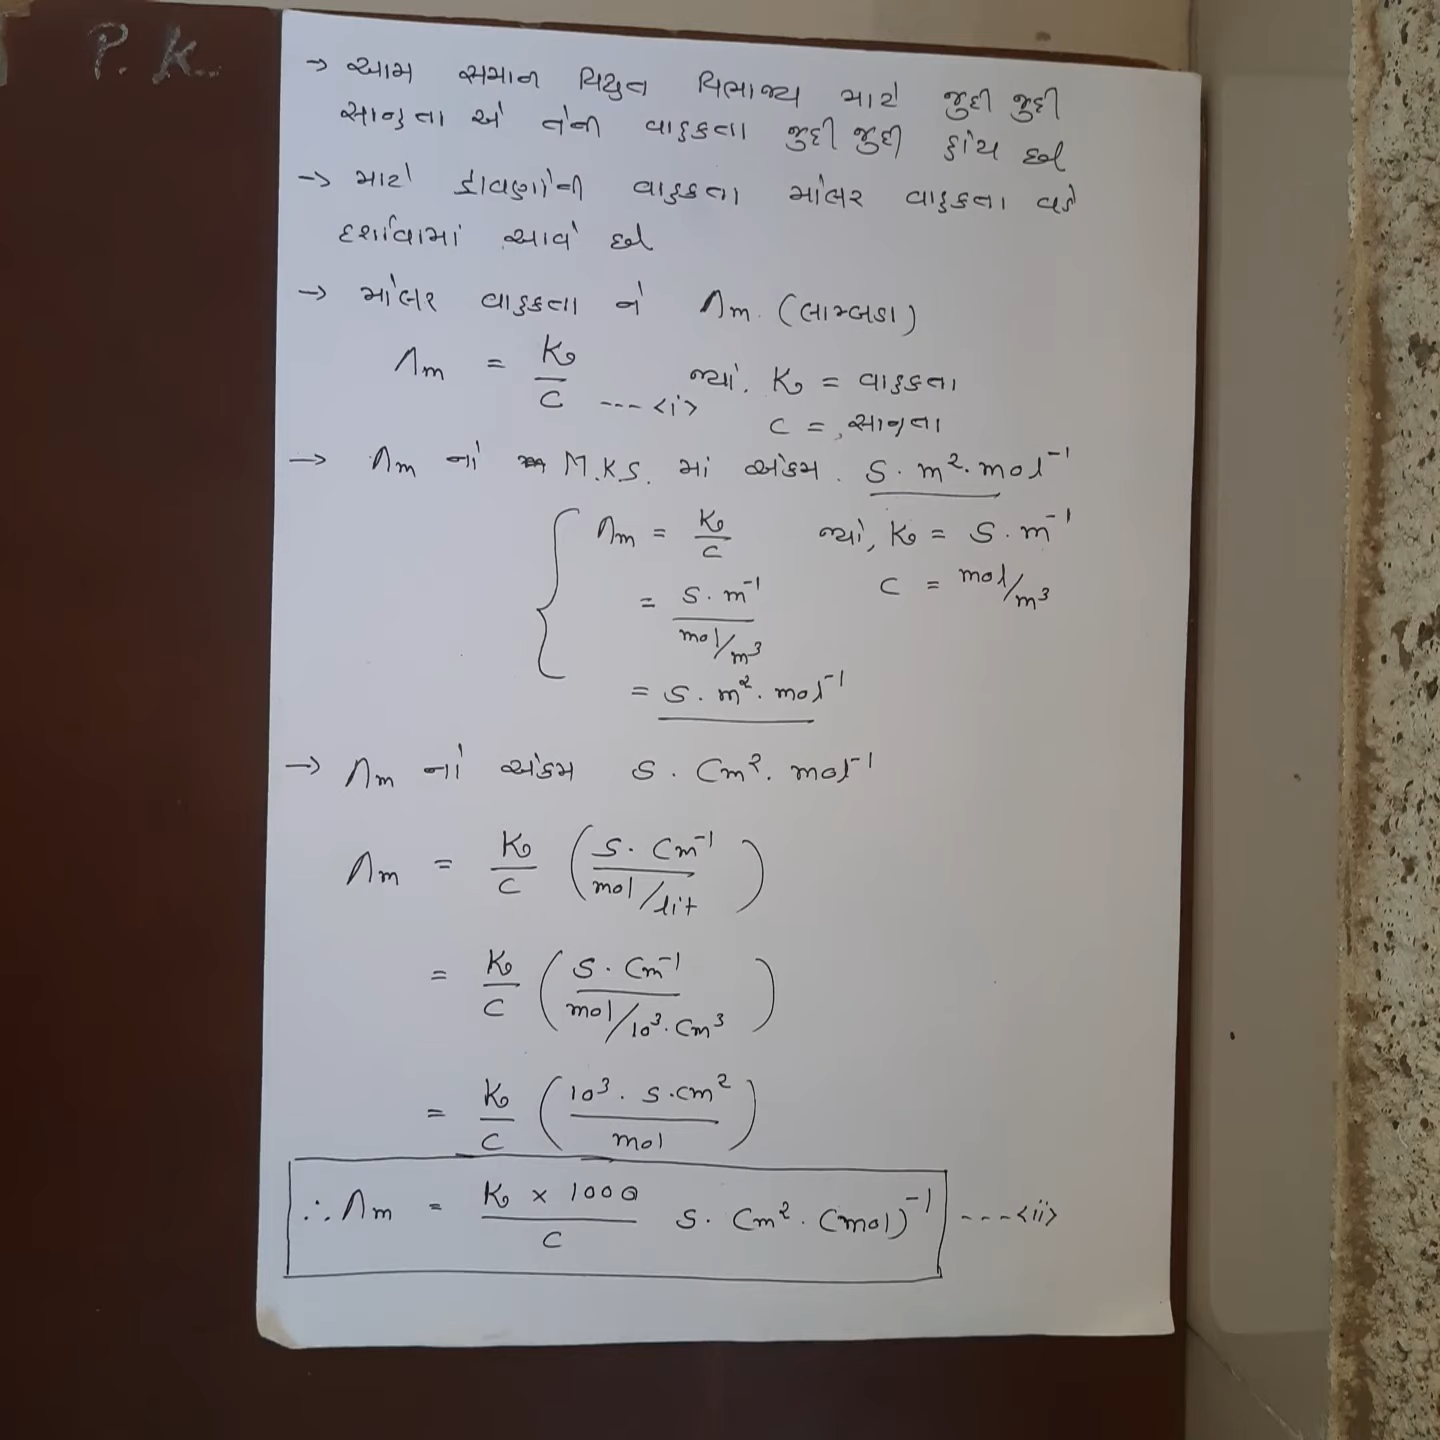 P. K.
→ આમ સમાન વિદ્યુત વિભાજ્ય માટે જુદી જુદી
સાંદ્રતા એ તેની વાહકતા જુદી જુદી હોય છે
→ માટે દ્રાવણોની વાહકતા મોલર વાહકતા વડે
દર્શાવામાં આવે છે
→ મોલર વાહકતા ને Λm (લામ્બડા)
Λm = K/C ---<i> જ્યાં, K = વાહકતા
C = સાંદ્રતા
→ Λm નો M.K.S. માં એકમ S·m²·mol⁻¹
Λm = K/C જ્યાં, K = S·m⁻¹
= S·m⁻¹ / mol/m³ C = mol/m³
= S·m²·mol⁻¹
→ Λm નો એકમ S·Cm²·mol⁻¹
Λm = K/C (S·Cm⁻¹ / mol/lit)
= K/C (S·Cm⁻¹ / mol/10³·Cm³)
= K/C (10³·S·cm² / mol)
∴ Λm = K × 1000 / C S·Cm²·(mol)⁻¹ ---<ii>